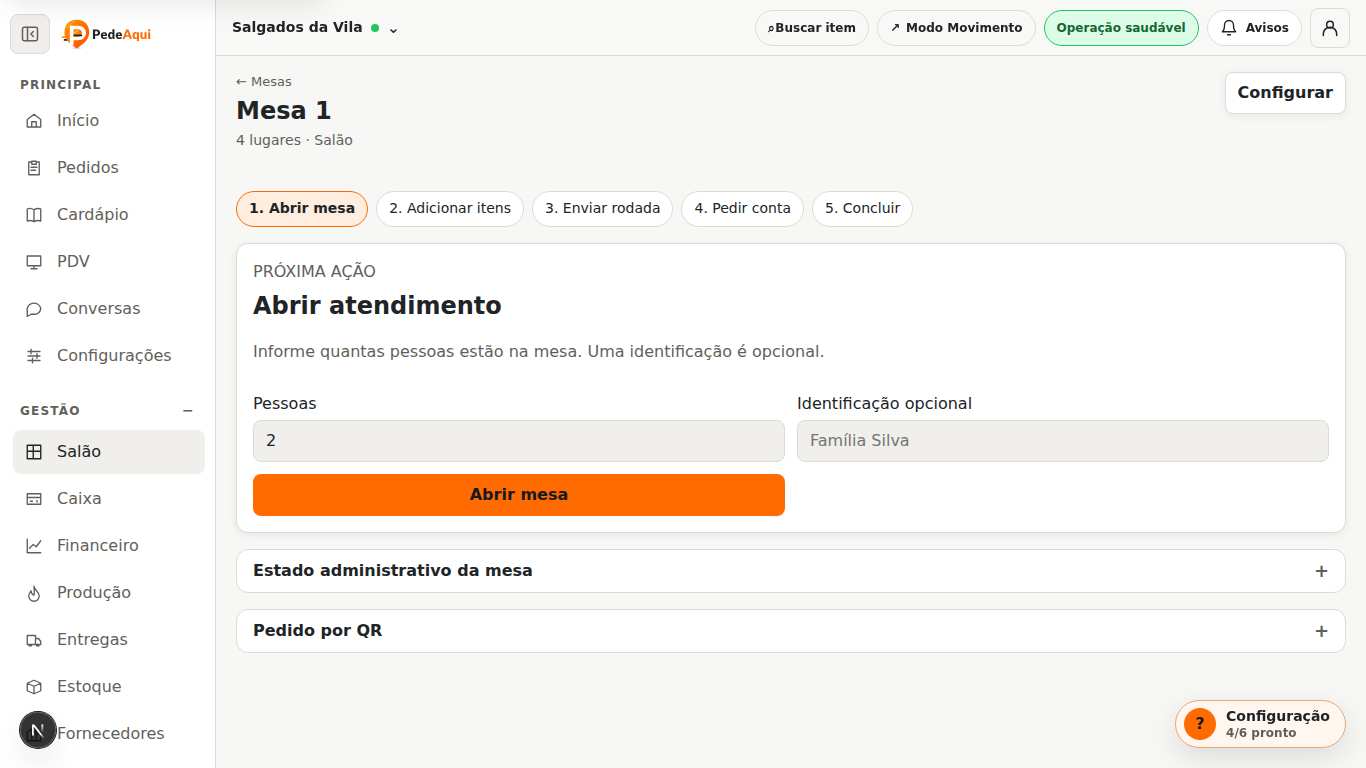 PedeAqui
Salgados da Vila
Buscar item
↗ Modo Movimento
Operação saudável
Avisos
PRINCIPAL
Início
Pedidos
Cardápio
PDV
Conversas
Configurações
GESTÃO −
Salão
Caixa
Financeiro
Produção
Entregas
Estoque
Fornecedores
N
← Mesas
Mesa 1
4 lugares · Salão
Configurar
1. Abrir mesa
2. Adicionar itens
3. Enviar rodada
4. Pedir conta
5. Concluir
PRÓXIMA AÇÃO
Abrir atendimento
Informe quantas pessoas estão na mesa. Uma identificação é opcional.
Pessoas
2
Identificação opcional
Família Silva
Abrir mesa
Estado administrativo da mesa +
Pedido por QR +
? Configuração
4/6 pronto